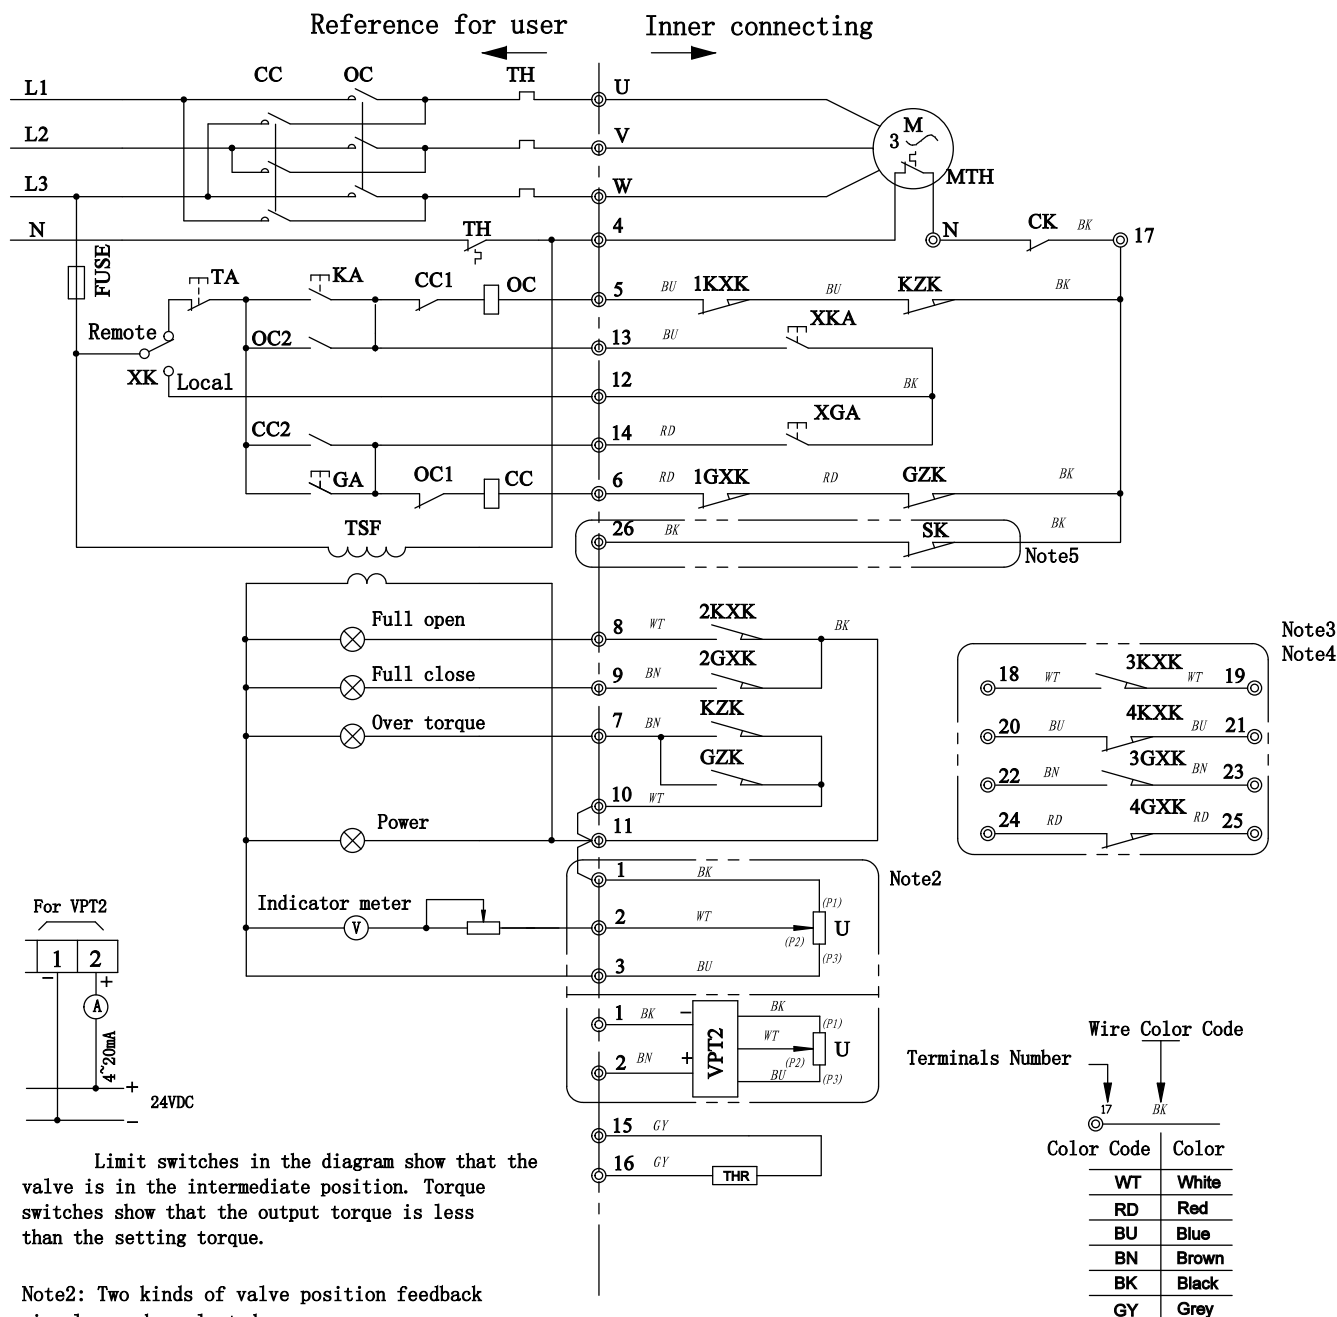 Reference for user
Inner connecting
CC OC TH
L1 U
L2 V
M
3
L3 W MTH
N TH 4 N CK BK 17
FUSE
TA KA CC1 OC 5 BU 1KXK BU KZK BK
Remote
OC2 13 BU XKA
XK Local 12 BK
XGA
CC2 14 RD
GA OC1 CC 6 RD 1GXK RD GZK BK
TSF 26 BK SK BK
Note5
Full open 8 WT 2KXK BK
Full close 9 BN 2GXK
Over torque 7 BN KZK
GZK
10 WT
Power 11
Note3
Note4
18 WT 3KXK WT 19
20 BU 4KXK BU 21
22 BN 3GXK BN 23
24 RD 4GXK RD 25
1 BK
Note2
Indicator meter
V
2 WT (P1)
(P2) U
3 BU (P3)
For VPT2
1 2
- +
A
4~20mA
+
24VDC
-
1 BK - VPT2 BK (P1)
WT (P2) U
2 BN + BU (P3)
15 GY
16 GY THR
Wire Color Code
Terminals Number
17 BK
Color Code Color
WT White
RD Red
BU Blue
BN Brown
BK Black
GY Grey
Limit switches in the diagram show that the
valve is in the intermediate position. Torque
switches show that the output torque is less
than the setting torque.
Note2: Two kinds of valve position feedback